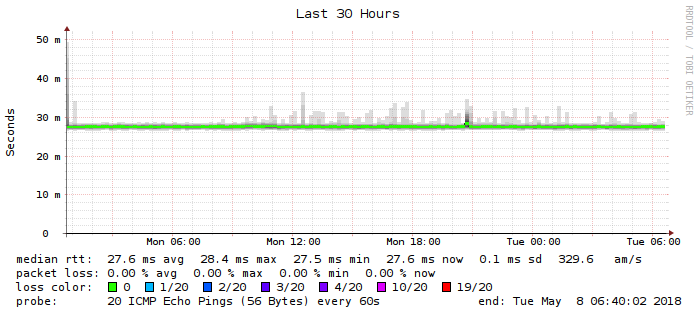 Last 30 Hours
RRDTOOL / TOBI OETIKER
Seconds
50 m
40 m
30 m
20 m
10 m
0
Mon 06:00 Mon 12:00 Mon 18:00 Tue 00:00 Tue 06:00
median rtt: 27.6 ms avg 28.4 ms max 27.5 ms min 27.6 ms now 0.1 ms sd 329.6 am/s
packet loss: 0.00 % avg 0.00 % max 0.00 % min 0.00 % now
loss color: 0 1/20 2/20 3/20 4/20 10/20 19/20
probe: 20 ICMP Echo Pings (56 Bytes) every 60s end: Tue May 8 06:40:02 2018